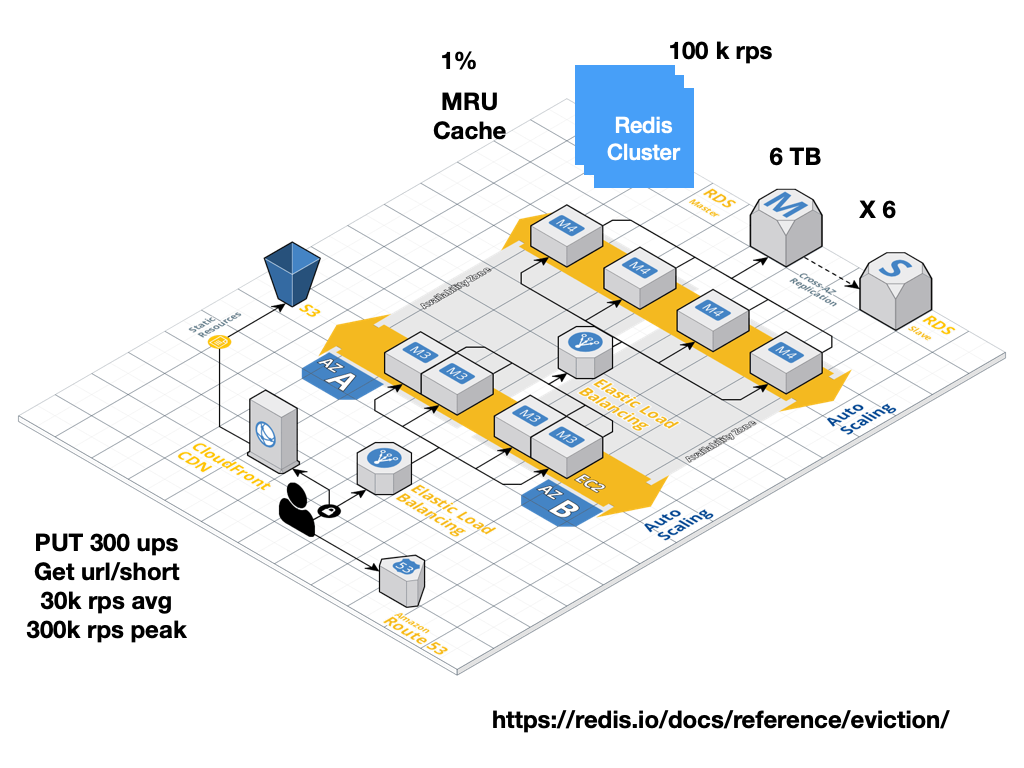 1%
100 k rps
MRU
Cache
Redis
Cluster
6 TB
X 6
RDS
Master
M
S
Cross-AZ
Replication
RDS
Slave
M4
M4
M4
M4
Availability Zone
S3
Static
Resources
M3
M3
M3
M3
AZ A
Elastic Load
Balancing
Auto
Scaling
Availability Zone
CloudFront
CDN
Elastic Load
Balancing
EC2
AZ B
Auto
Scaling
PUT 300 ups
Get url/short
30k rps avg
300k rps peak
53
Amazon
Route 53
https://redis.io/docs/reference/eviction/